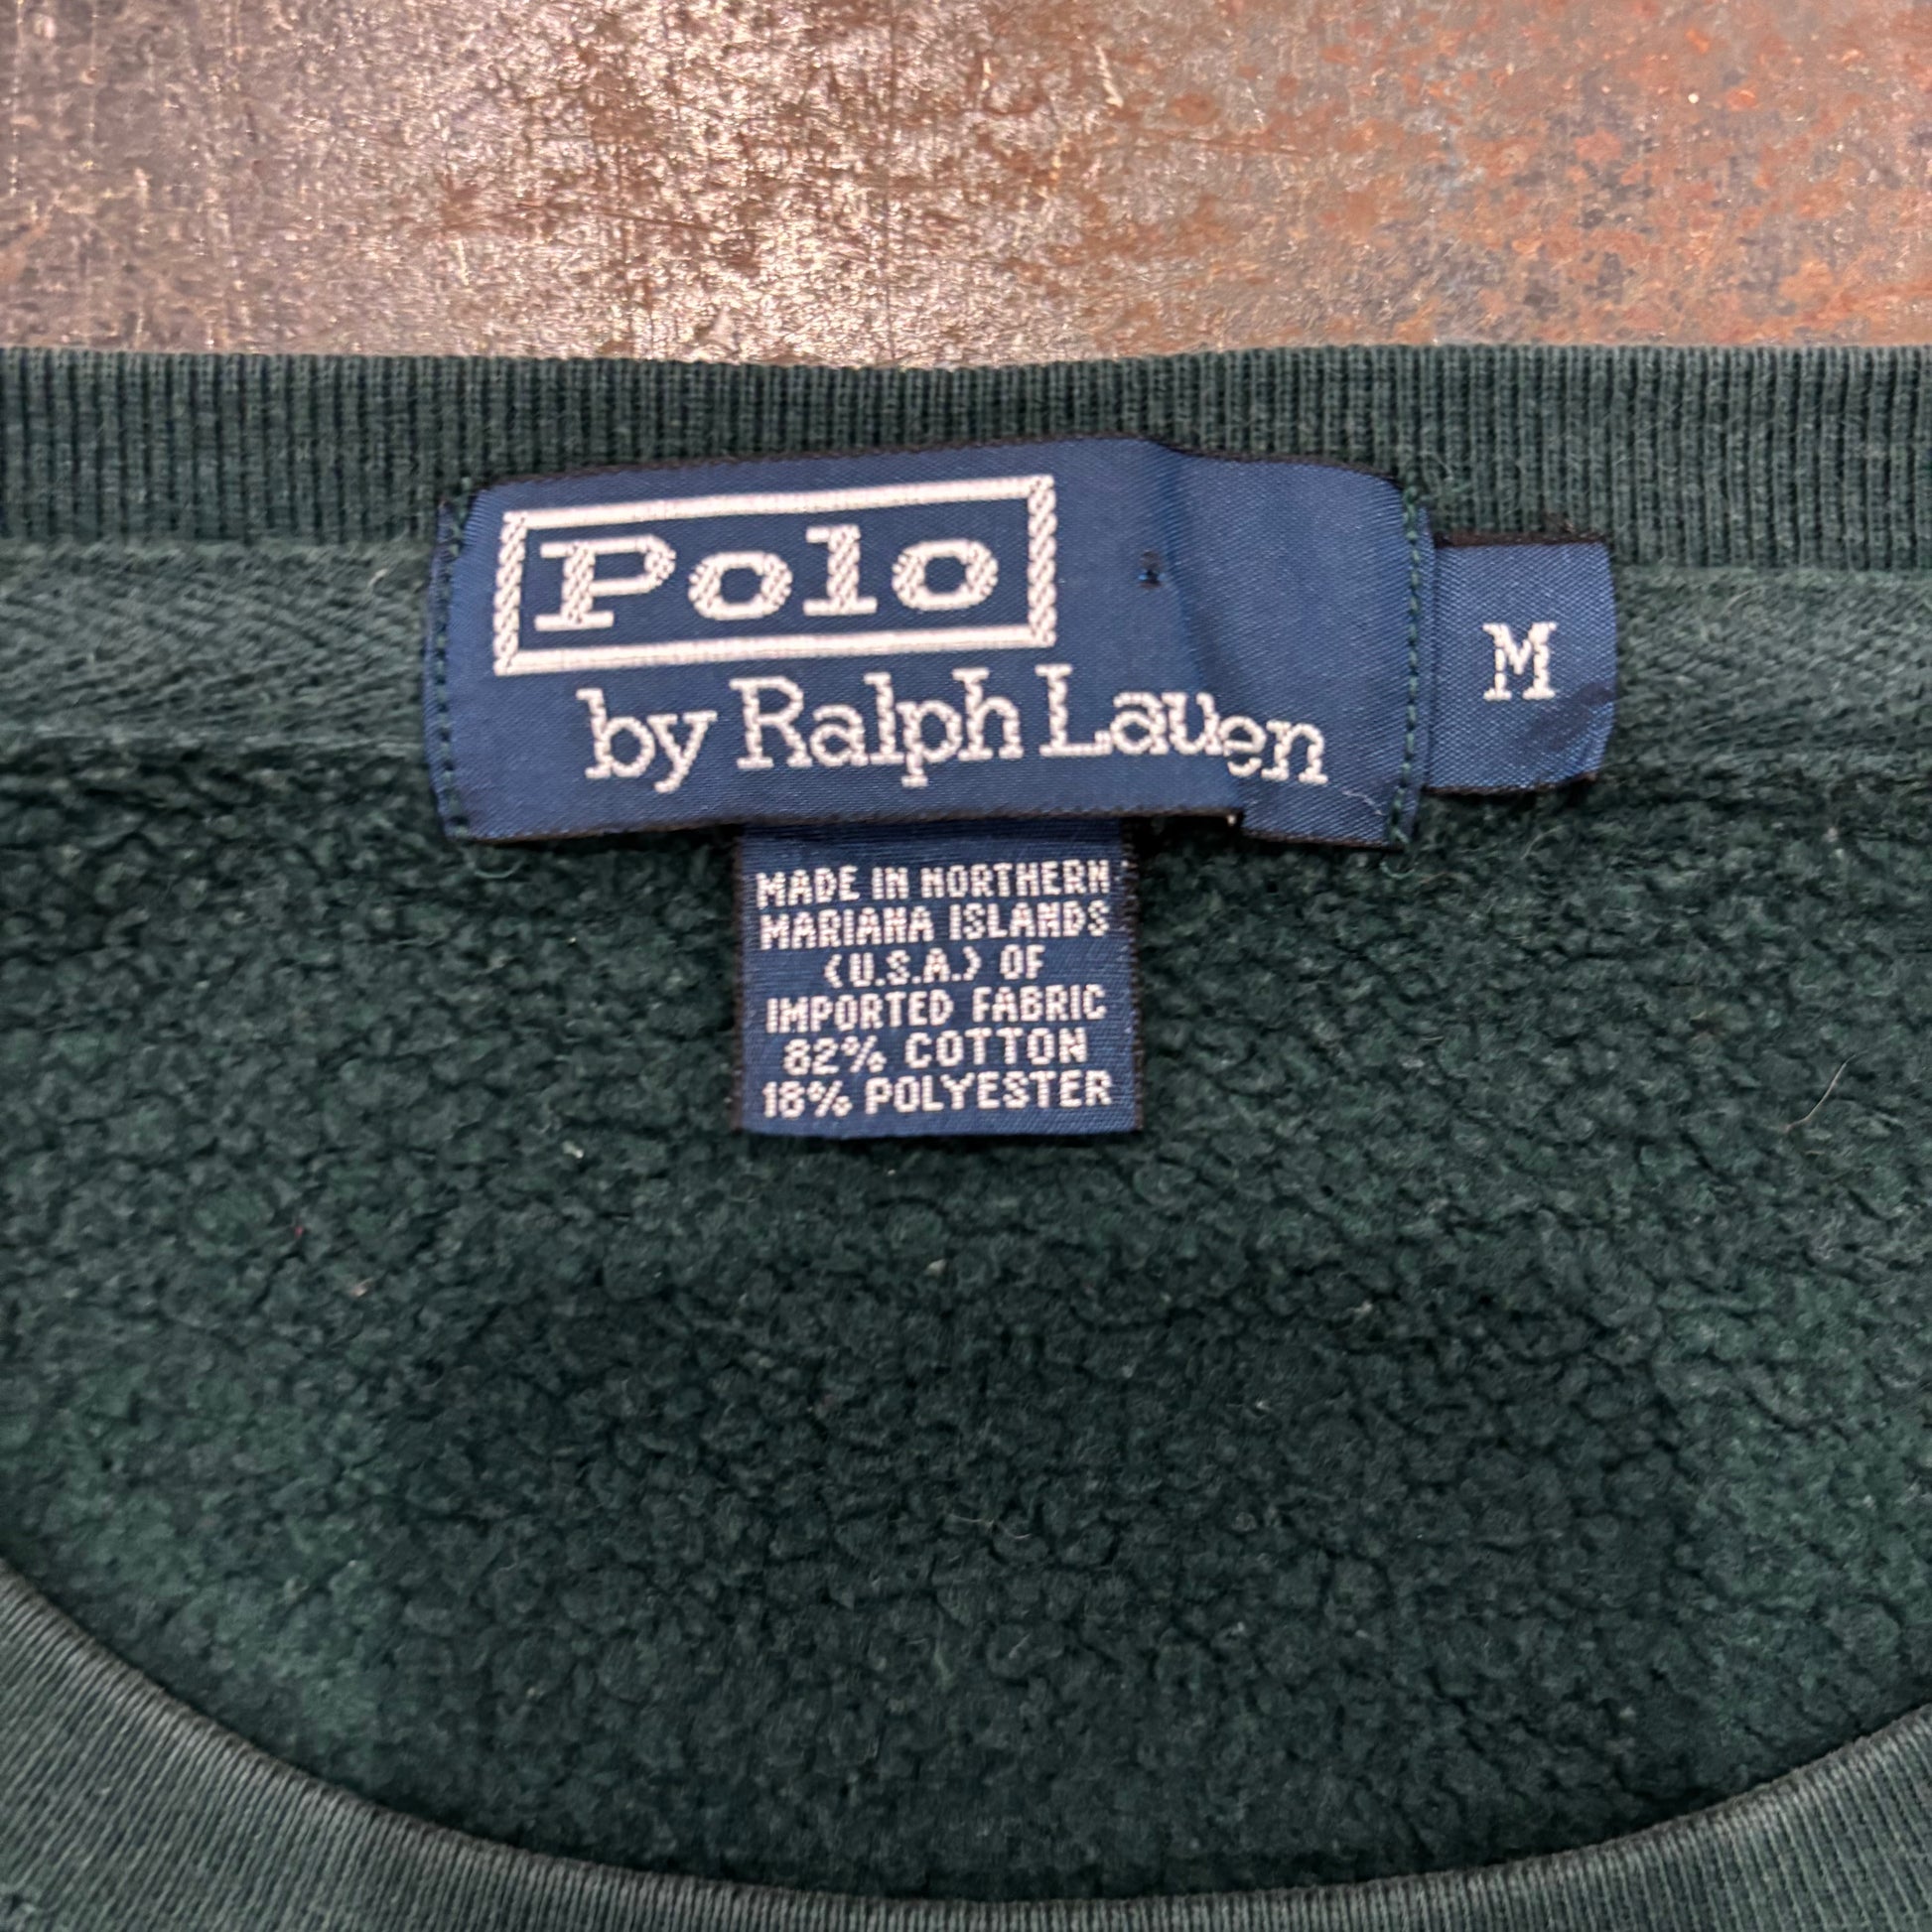 Polo
by Ralph Lauren
M
MADE IN NORTHERN
MARIANA ISLANDS
(U.S.A.) OF
IMPORTED FABRIC
82% COTTON
18% POLYESTER